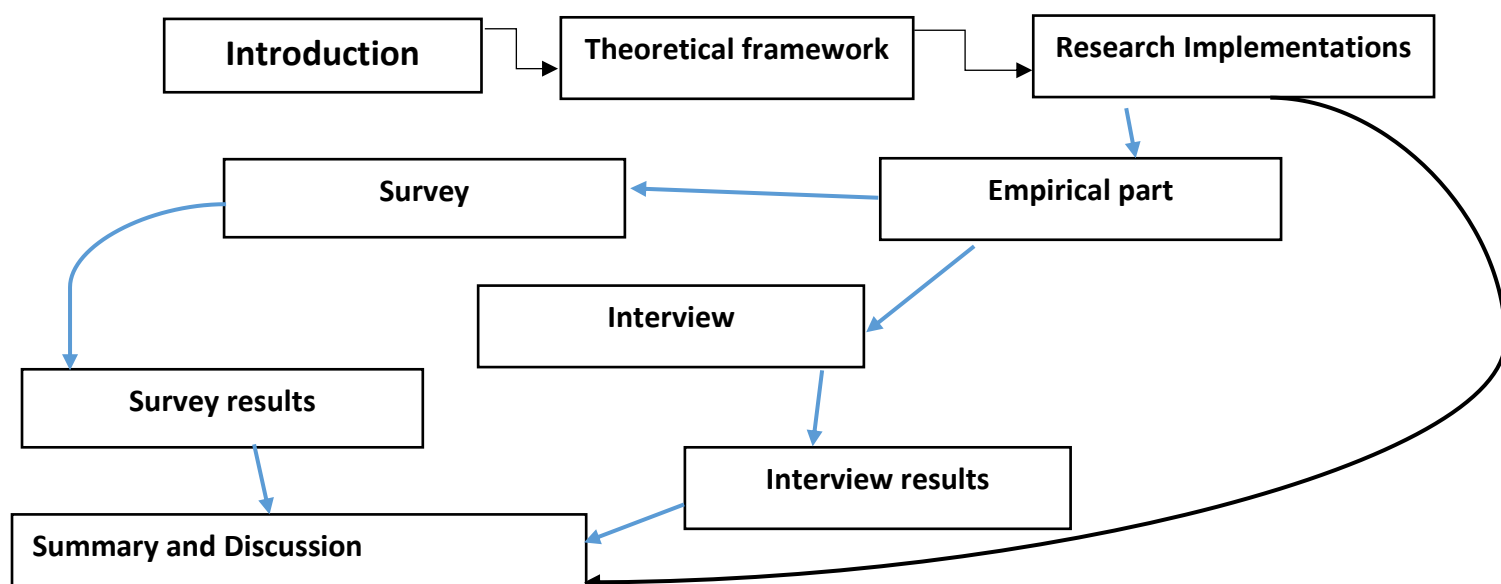 Introduction
Theoretical framework
Research Implementations
Survey
Empirical part
Interview
Survey results
Interview results
Summary and Discussion